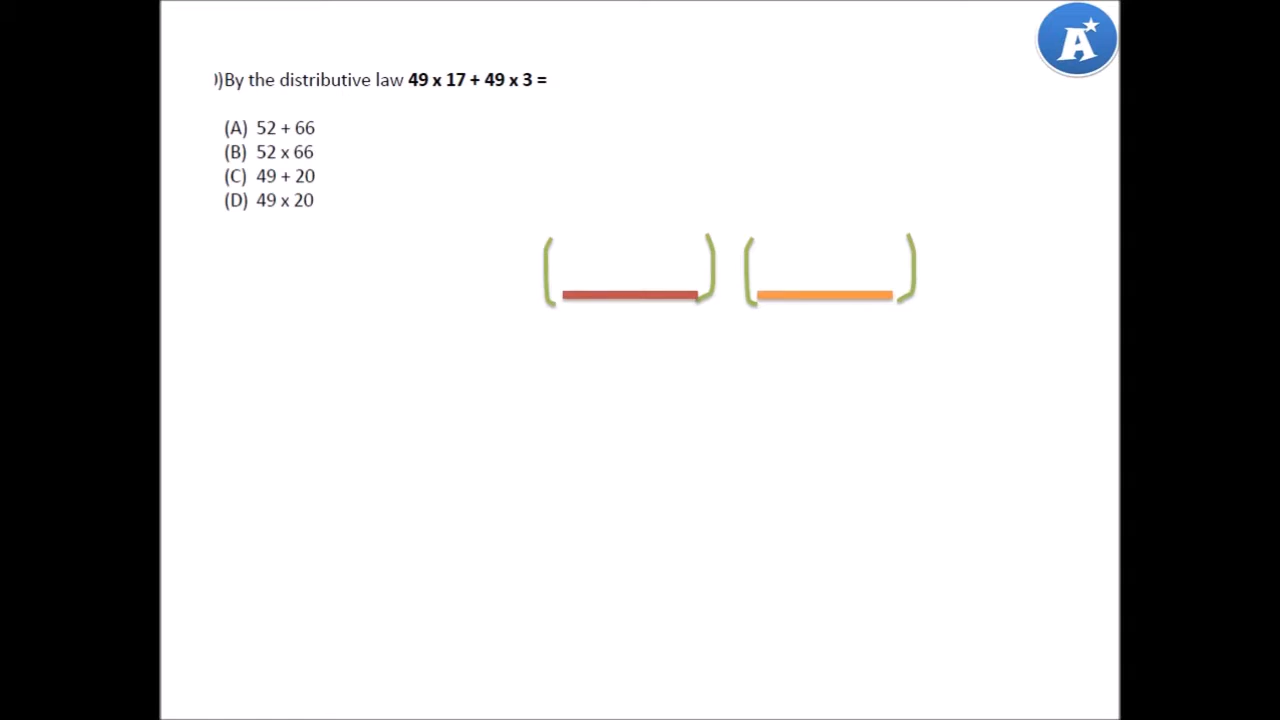 A
)By the distributive law 49 x 17 + 49 x 3 =
(A) 52 + 66
(B) 52 x 66
(C) 49 + 20
(D) 49 x 20
( ) ( )